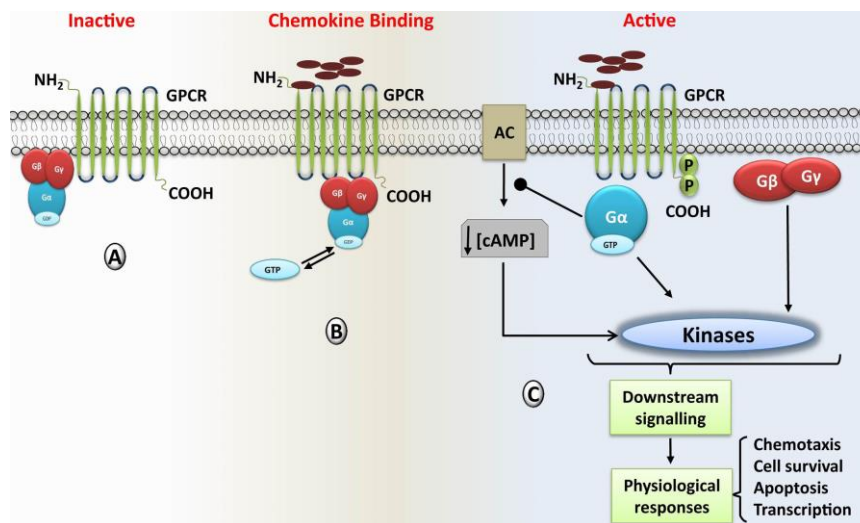 Inactive
Chemokine Binding
Active
NH2
GPCR
Gβ
Gγ
Gα
GDP
COOH
A
NH2
GPCR
Gβ
Gγ
Gα
COOH
GTP
B
AC
[cAMP]
NH2
GPCR
P
P
COOH
Gα
GTP
Gβ
Gγ
Kinases
C
Downstream
signalling
Physiological
responses
Chemotaxis
Cell survival
Apoptosis
Transcription